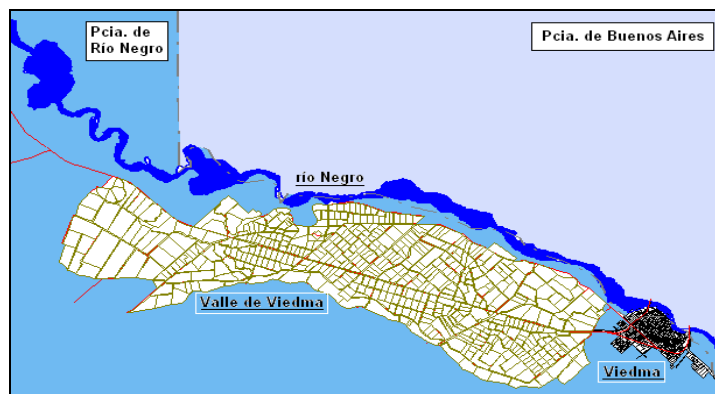 Pcia. de
Río Negro
Pcia. de Buenos Aires
río Negro
Valle de Viedma
Viedma